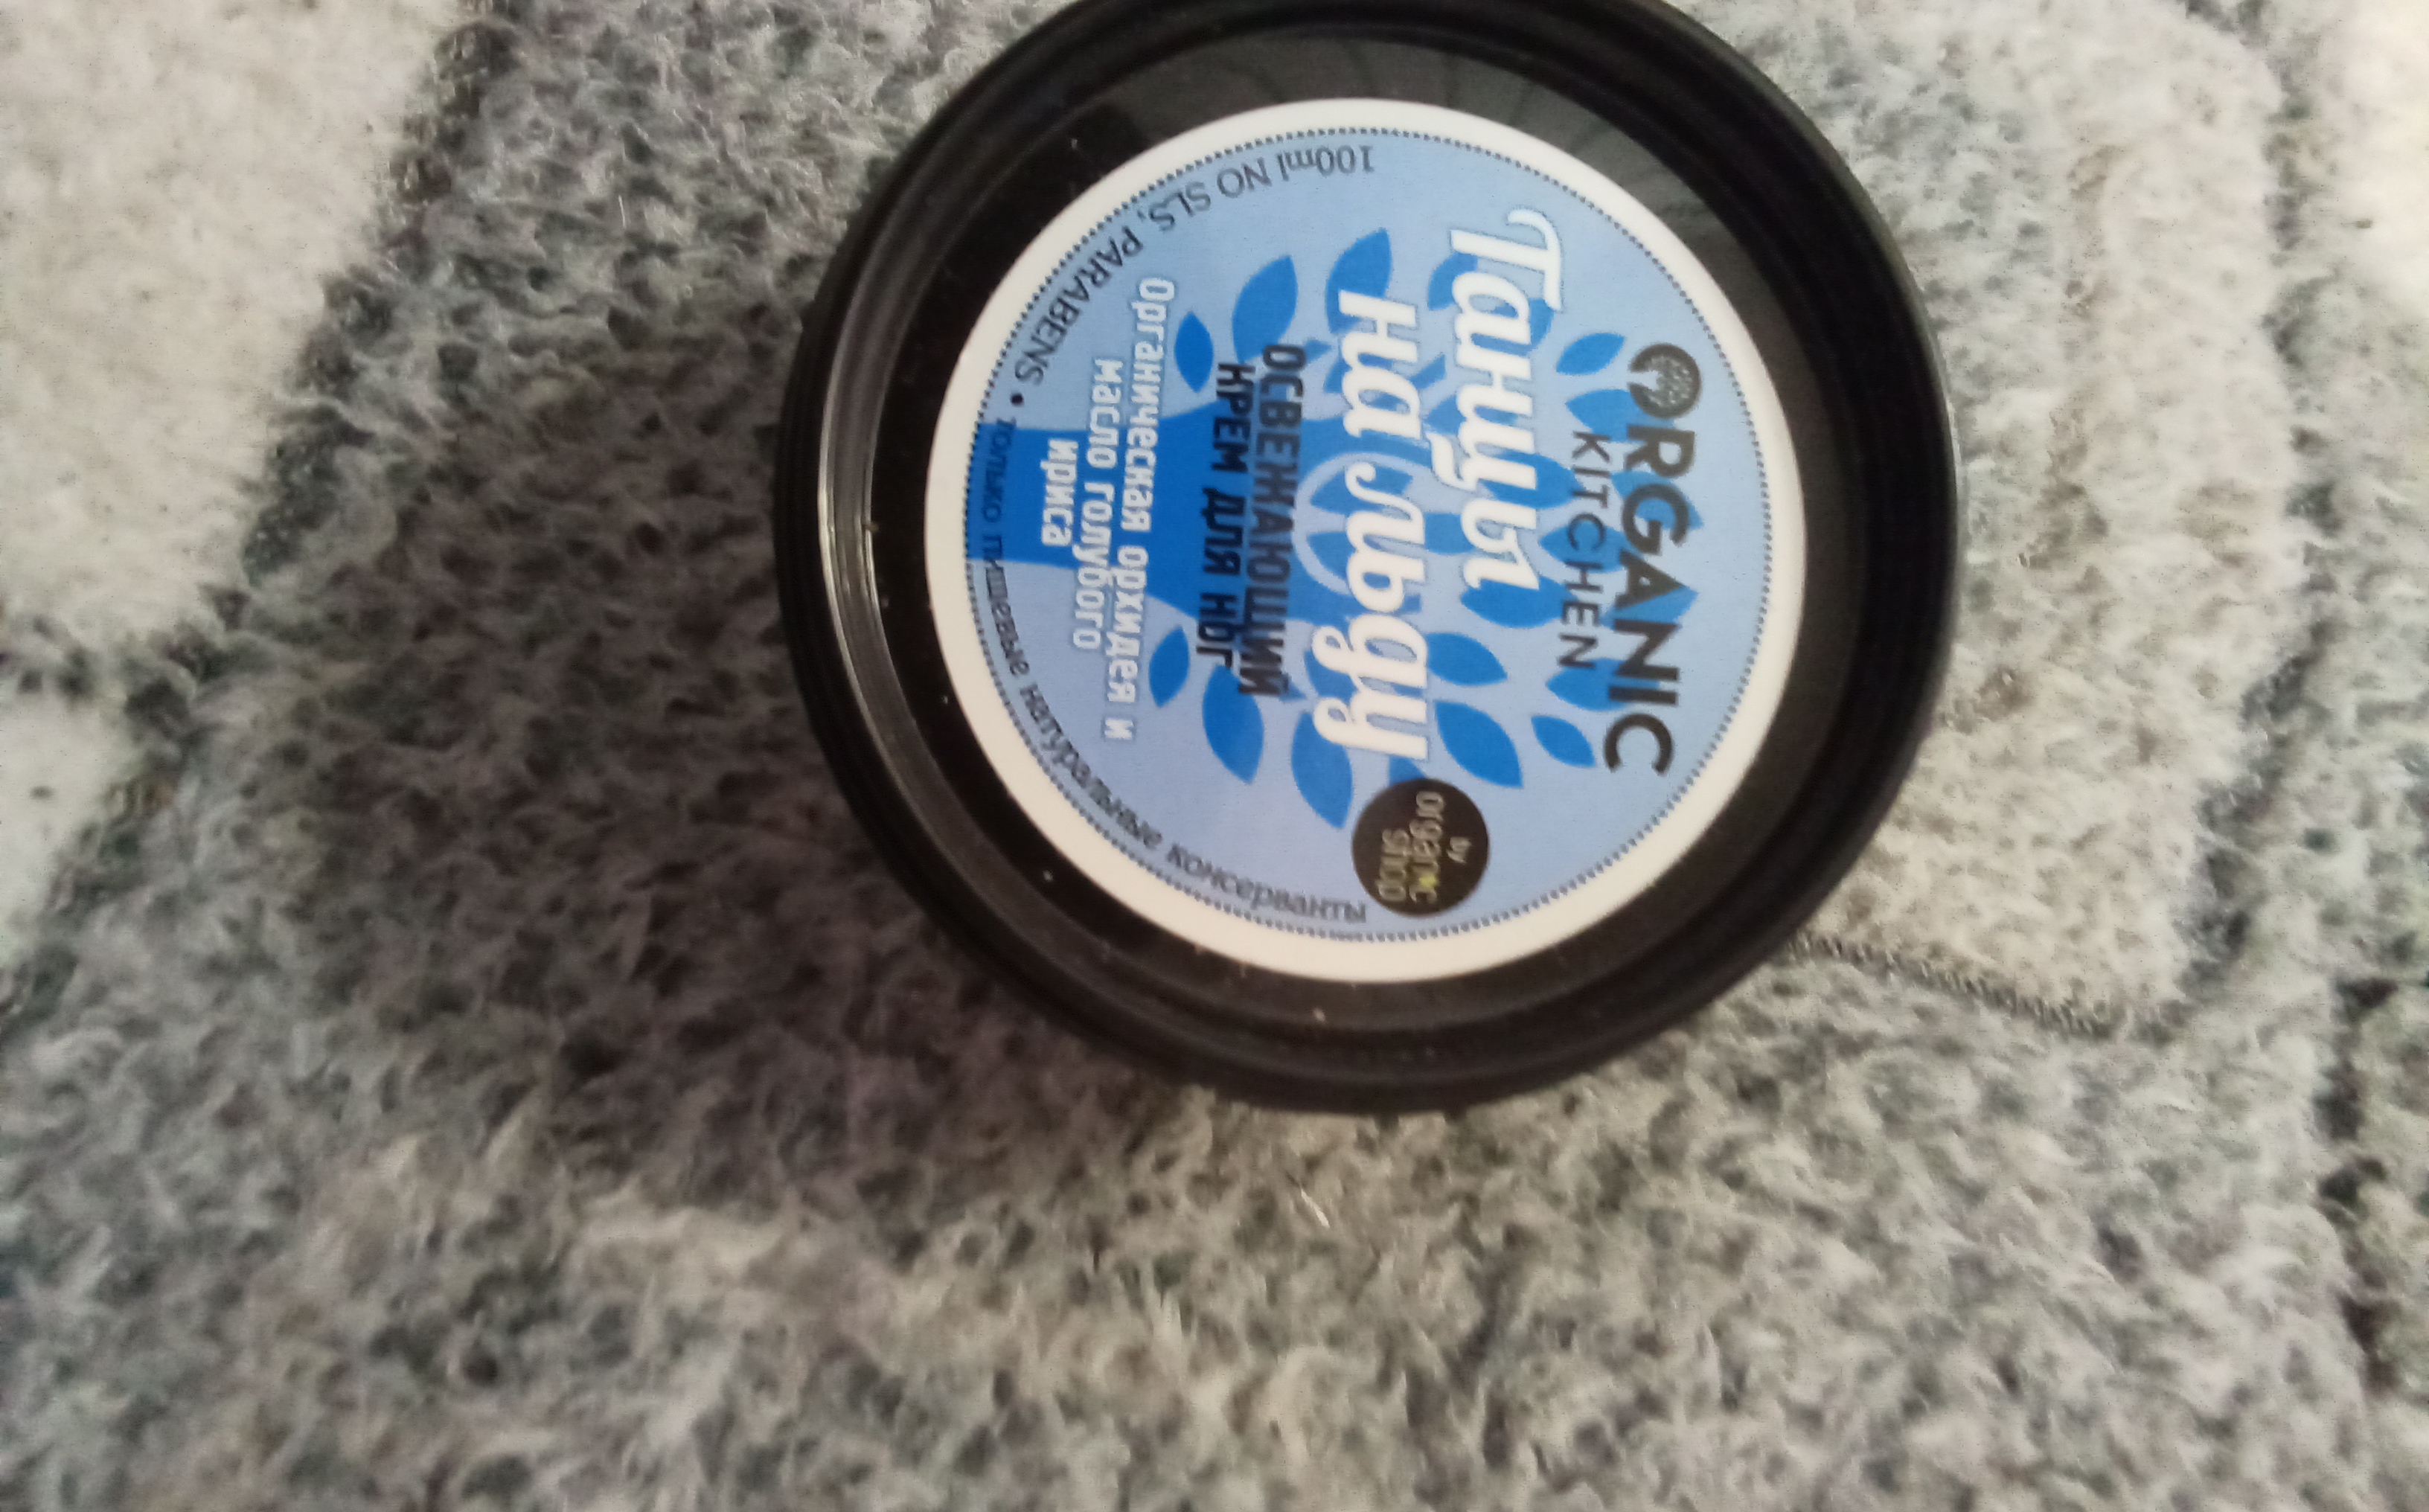 ORGANIC
KITCHEN
Танцы
на льду
ОСВЕЖАЮЩИЙ
КРЕМ ДЛЯ НОГ
Органическая орхидея и
масло голубого
ириса
by
organic
shop
100ml NO SLS, PARABENS • только пищевые натуральные консерванты